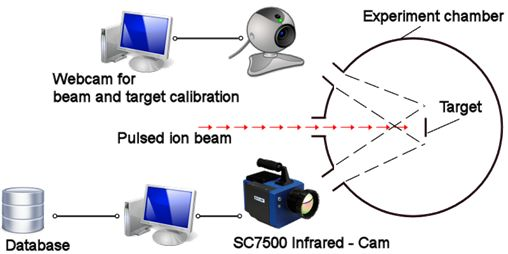 Experiment chamber
Webcam for
beam and target calibration
Target
Pulsed ion beam
Database
SC7500 Infrared - Cam